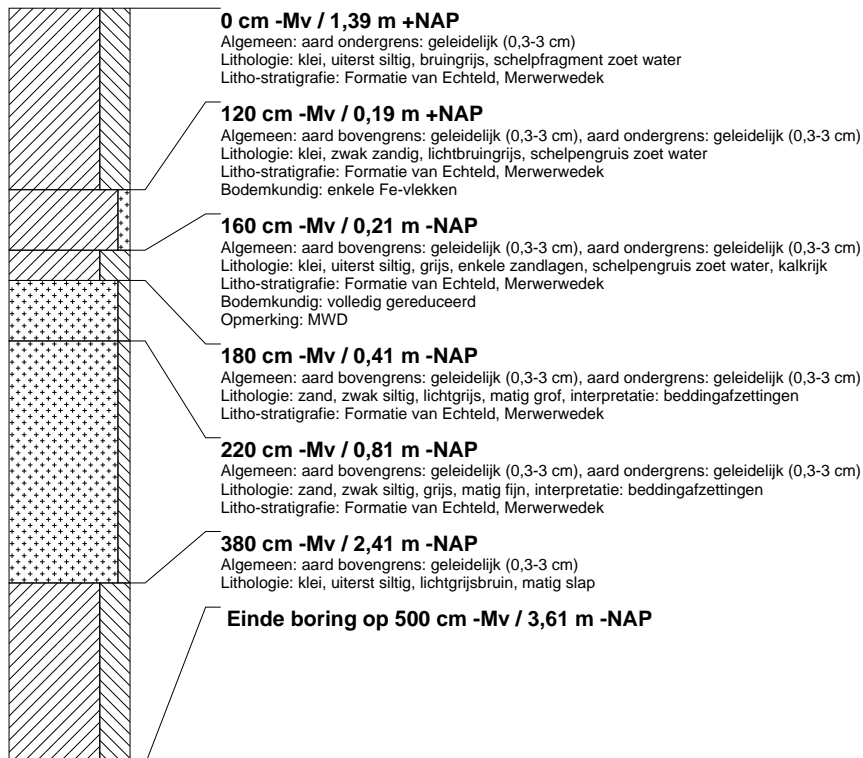 0 cm -Mv / 1,39 m +NAP
Algemeen: aard ondergrens: geleidelijk (0,3-3 cm)
Lithologie: klei, uiterst siltig, bruingrijs, schelpfragment zoet water
Litho-stratigrafie: Formatie van Echteld, Merwerwedek
120 cm -Mv / 0,19 m +NAP
Algemeen: aard bovengrens: geleidelijk (0,3-3 cm), aard ondergrens: geleidelijk (0,3-3 cm)
Lithologie: klei, zwak zandig, lichtbruingrijs, schelpengruis zoet water
Litho-stratigrafie: Formatie van Echteld, Merwerwedek
Bodemkundig: enkele Fe-vlekken
160 cm -Mv / 0,21 m -NAP
Algemeen: aard bovengrens: geleidelijk (0,3-3 cm), aard ondergrens: geleidelijk (0,3-3 cm)
Lithologie: klei, uiterst siltig, grijs, enkele zandlagen, schelpengruis zoet water, kalkrijk
Litho-stratigrafie: Formatie van Echteld, Merwerwedek
Bodemkundig: volledig gereduceerd
Opmerking: MWD
180 cm -Mv / 0,41 m -NAP
Algemeen: aard bovengrens: geleidelijk (0,3-3 cm), aard ondergrens: geleidelijk (0,3-3 cm)
Lithologie: zand, zwak siltig, lichtgrijs, matig grof, interpretatie: beddingafzettingen
Litho-stratigrafie: Formatie van Echteld, Merwerwedek
220 cm -Mv / 0,81 m -NAP
Algemeen: aard bovengrens: geleidelijk (0,3-3 cm), aard ondergrens: geleidelijk (0,3-3 cm)
Lithologie: zand, zwak siltig, grijs, matig fijn, interpretatie: beddingafzettingen
Litho-stratigrafie: Formatie van Echteld, Merwerwedek
380 cm -Mv / 2,41 m -NAP
Algemeen: aard bovengrens: geleidelijk (0,3-3 cm)
Lithologie: klei, uiterst siltig, lichtgrijsbruin, matig slap
Einde boring op 500 cm -Mv / 3,61 m -NAP